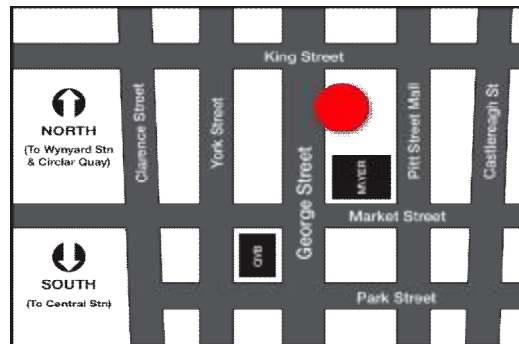 King Street
Clarence Street
York Street
George Street
Pitt Street Mall
Castlereagh St
NORTH
(To Wynyard Stn
& Circlar Quay)
MYER
Market Street
QVB
SOUTH
(To Central Stn)
Park Street